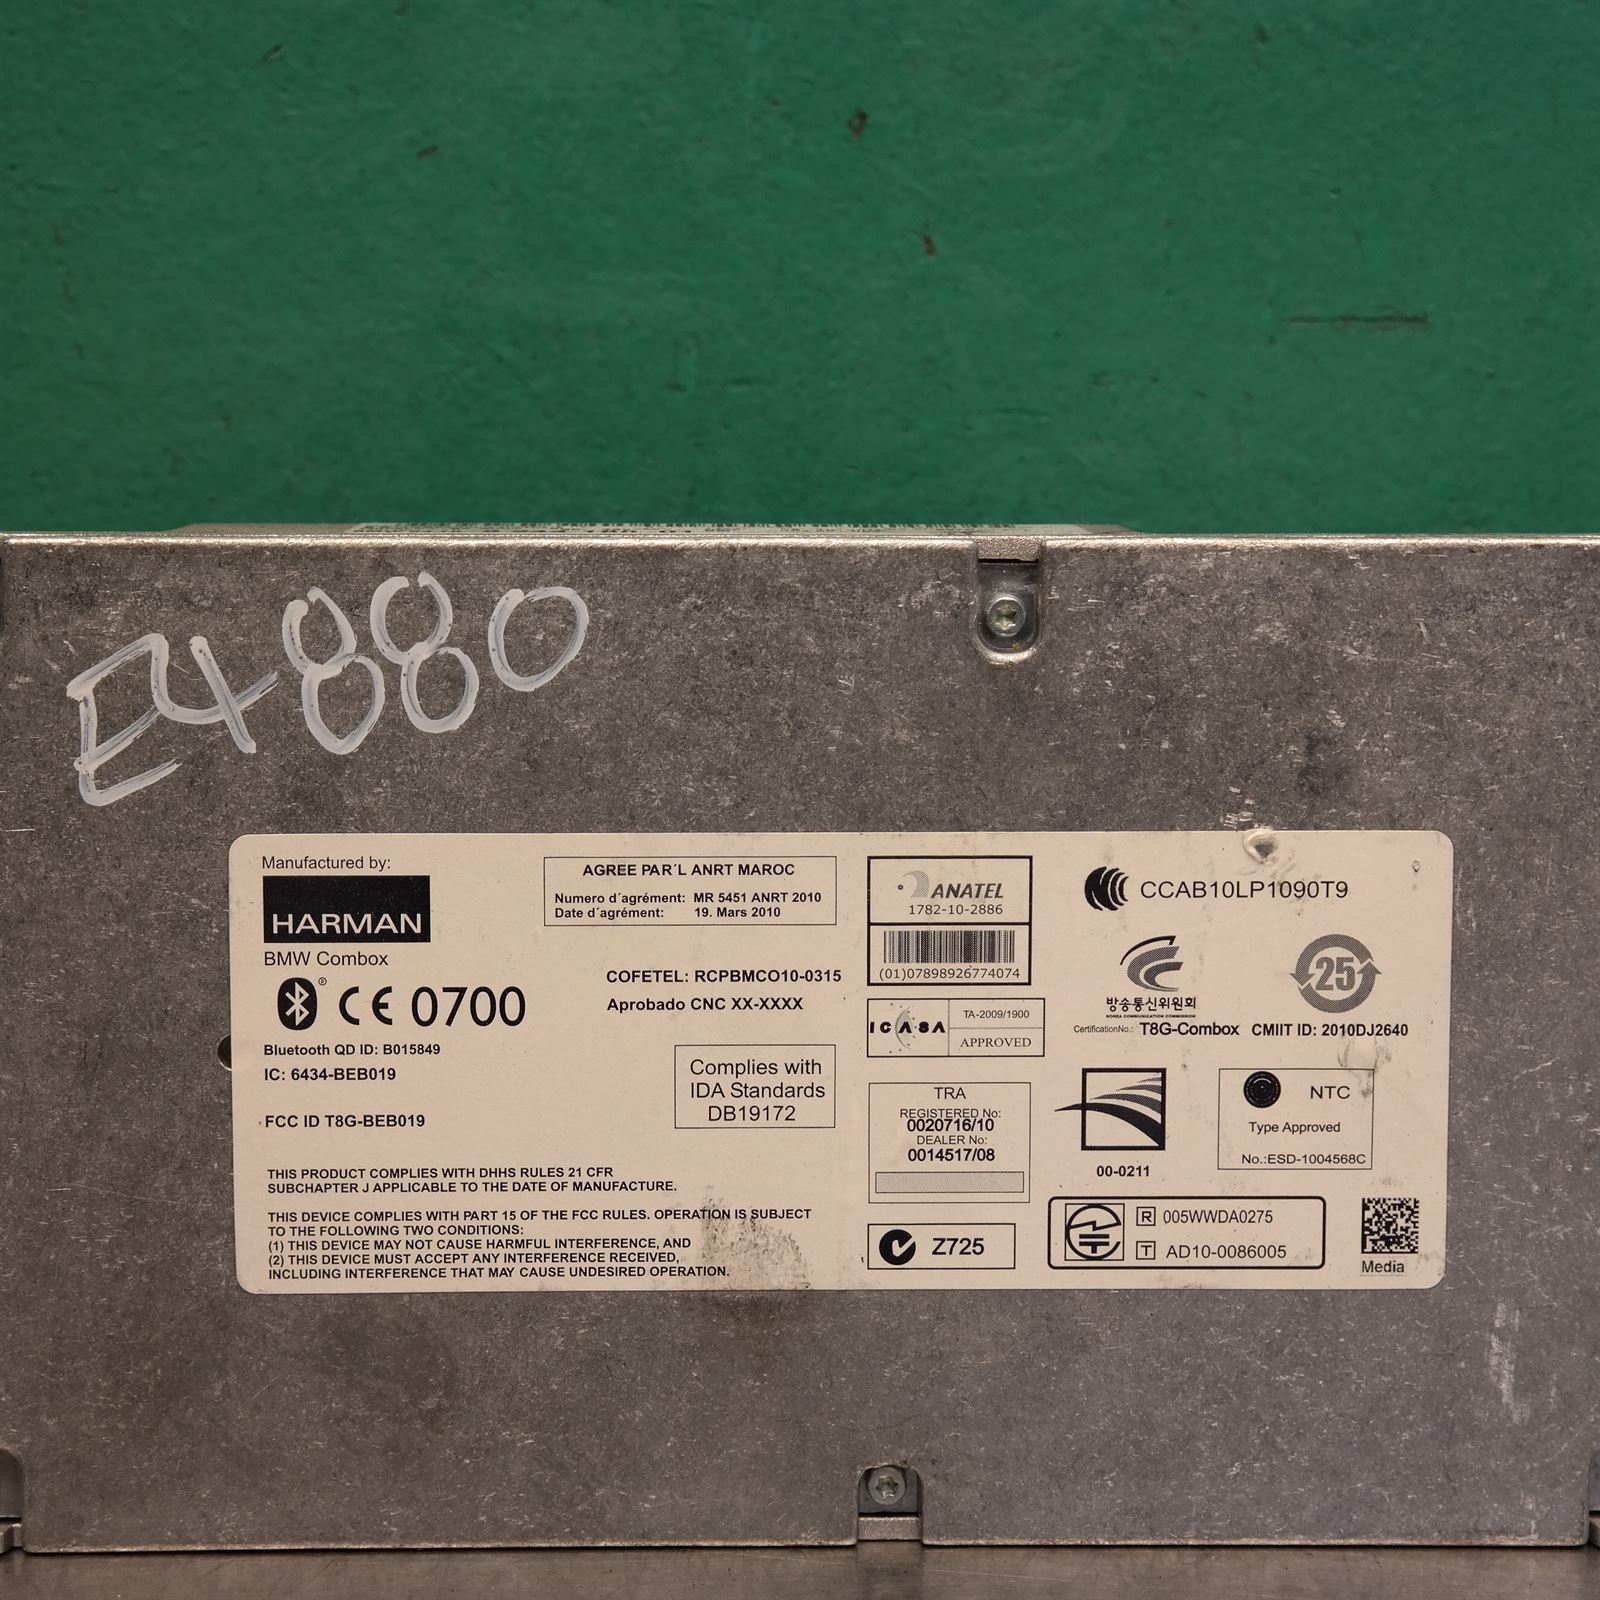 E4880
Manufactured by:
HARMAN
BMW Combox
CE 0700
Bluetooth QD ID: B015849
IC: 6434-BEB019
FCC ID T8G-BEB019
THIS PRODUCT COMPLIES WITH DHHS RULES 21 CFR
SUBCHAPTER J APPLICABLE TO THE DATE OF MANUFACTURE.
THIS DEVICE COMPLIES WITH PART 15 OF THE FCC RULES. OPERATION IS SUBJECT
TO THE FOLLOWING TWO CONDITIONS:
(1) THIS DEVICE MAY NOT CAUSE HARMFUL INTERFERENCE, AND
(2) THIS DEVICE MUST ACCEPT ANY INTERFERENCE RECEIVED,
INCLUDING INTERFERENCE THAT MAY CAUSE UNDESIRED OPERATION.
AGREE PAR´L ANRT MAROC
Numero d´agrément: MR 5451 ANRT 2010
Date d´agrément: 19. Mars 2010
COFETEL: RCPBMCO10-0315
Aprobado CNC XX-XXXX
Complies with
IDA Standards
DB19172
ANATEL
1782-10-2886
(01)07898926774074
ICASA
TA-2009/1900
APPROVED
TRA
REGISTERED No:
0020716/10
DEALER No:
0014517/08
Z725
CCAB10LP1090T9
방송통신위원회
KOREA COMMUNICATIONS COMMISSION
CertificationNo.: T8G-Combox
25
CMIIT ID: 2010DJ2640
00-0211
NTC
Type Approved
No.:ESD-1004568C
R 005WWDA0275
T AD10-0086005
Media